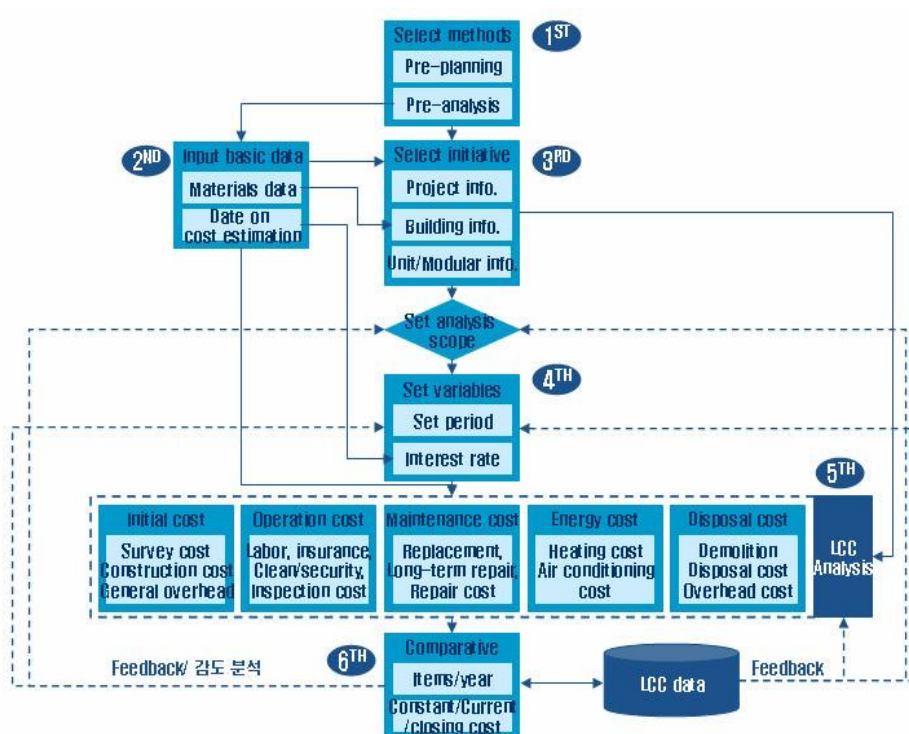 Select methods
1ST
Pre-planning
Pre-analysis
2ND
Input basic data
Materials data
Date on
cost estimation
Select initiative
3RD
Project info.
Building info.
Unit/Modular info.
Set analysis
scope
4TH
Set variables
Set period
Interest rate
5TH
Initial cost
Survey cost
Construction cost
General overhead
Operation cost
Labor, insurance,
Clean/security,
Inspection cost
Maintenance cost
Replacement,
Long-term repair,
Repair cost
Energy cost
Heating cost
Air conditioning
cost
Disposal cost
Demolition
Disposal cost
Overhead cost
LCC
Analysis
6TH
Comparative
Items/year
Constant/Current
/closing cost
Feedback/ 감도 분석
LCC data
Feedback